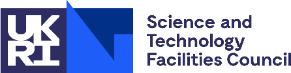 UK
RI
Science and
Technology
Facilities Council